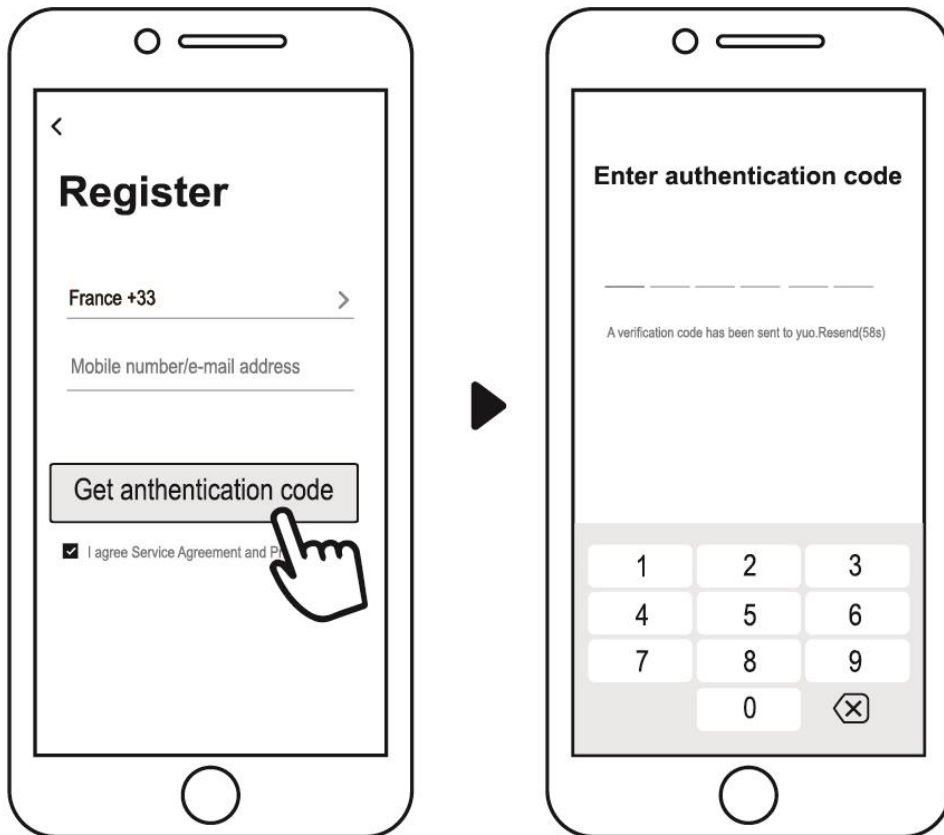 Register
France +33
Mobile number/e-mail address
Get anthentication code
I agree Service Agreement and
Enter authentication code
A verification code has been sent to yuo.Resend(58s)
1 2 3
4 5 6
7 8 9
0